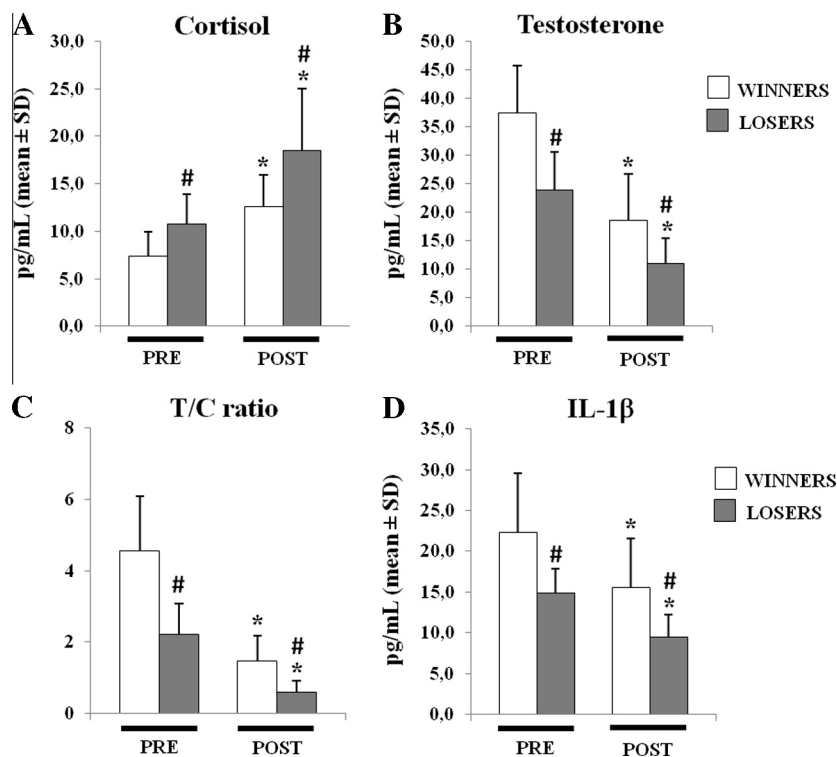 A
Cortisol
30,0
25,0
20,0
15,0
10,0
5,0
0,0
pg/mL (mean ± SD)
#
*
#
*
PRE
POST
B
Testosterone
50,0
45,0
40,0
35,0
30,0
25,0
20,0
15,0
10,0
5,0
0,0
pg/mL (mean ± SD)
#
*
#
*
PRE
POST
WINNERS
LOSERS
C
T/C ratio
8
6
4
2
0
#
*
#
*
PRE
POST
D
IL-1β
35,0
30,0
25,0
20,0
15,0
10,0
5,0
0,0
pg/mL (mean ± SD)
#
*
#
*
PRE
POST
WINNERS
LOSERS